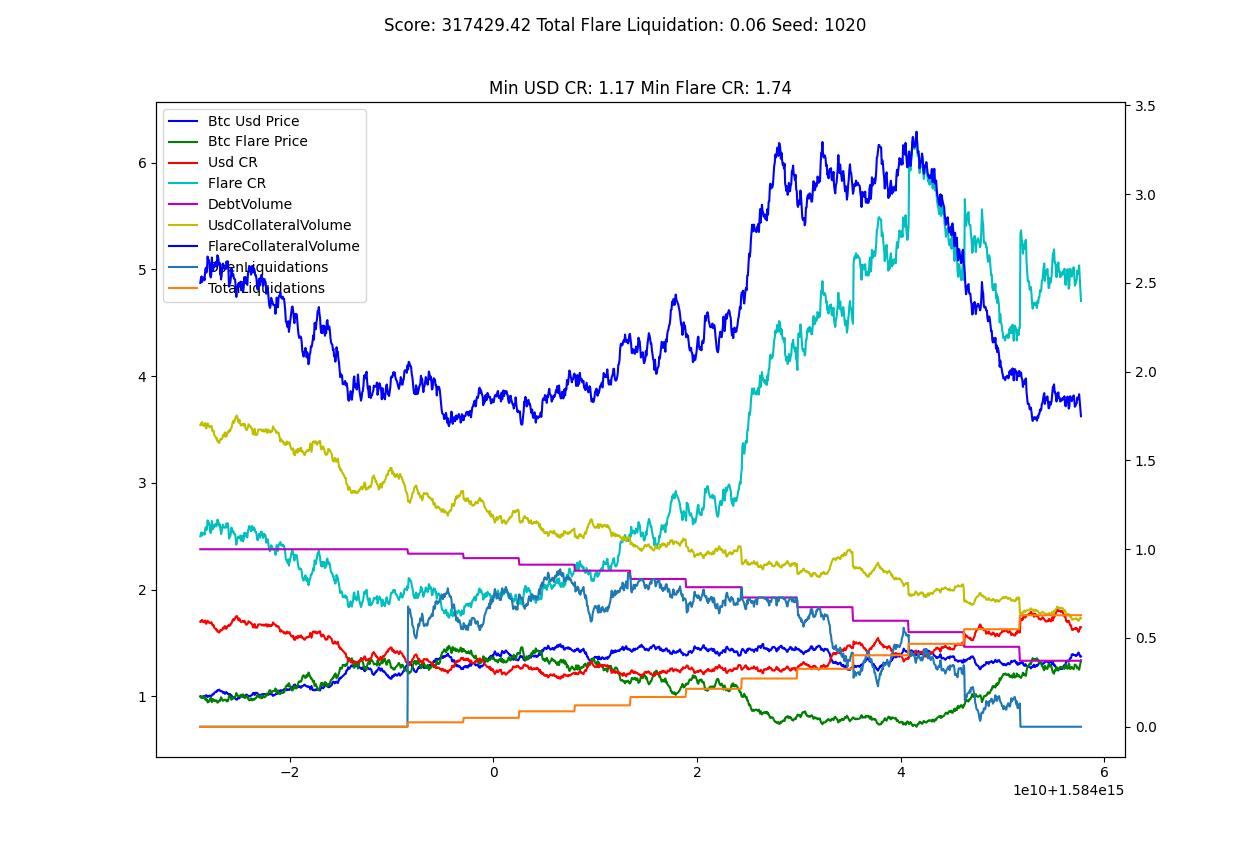 Score: 317429.42 Total Flare Liquidation: 0.06 Seed: 1020
Min USD CR: 1.17 Min Flare CR: 1.74
Btc Usd Price
Btc Flare Price
Usd CR
Flare CR
DebtVolume
UsdCollateralVolume
FlareCollateralVolume
OpenLiquidations
TotalLiquidations
6
5
4
3
2
1
3.5
3.0
2.5
2.0
1.5
1.0
0.5
0.0
−2
0
2
4
6
1e10+1.584e15